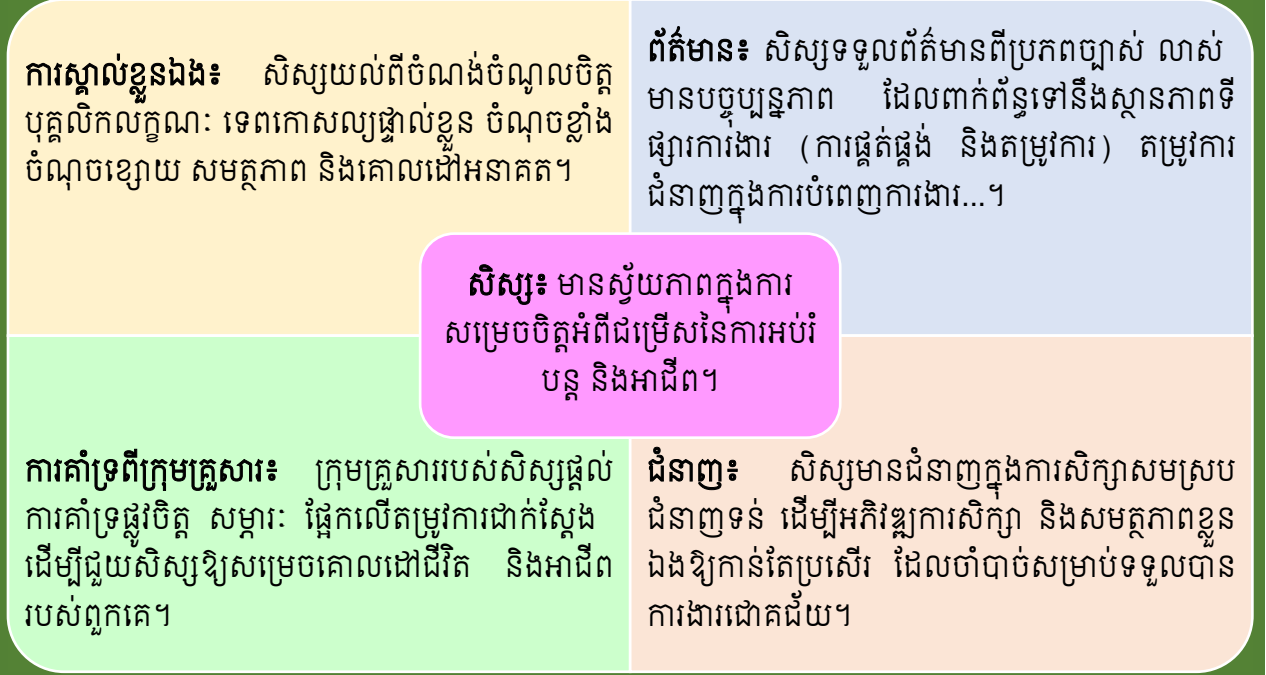 ការស្គាល់ខ្លួនឯង៖ សិស្សយល់ពីចំណង់ចំណូលចិត្ត
បុគ្គលិកលក្ខណៈ ទេពកោសល្យផ្ទាល់ខ្លួន ចំណុចខ្លាំង
ចំណុចខ្សោយ សមត្ថភាព និងគោលដៅអនាគត។
ព័ត៌មាន៖ សិស្សទទួលព័ត៌មានពីប្រភពច្បាស់ លាស់
មានបច្ចុប្បន្នភាព ដែលពាក់ព័ន្ធទៅនឹងស្ថានភាពទី
ផ្សារការងារ (ការផ្គត់ផ្គង់ និងតម្រូវការ) តម្រូវការ
ជំនាញក្នុងការបំពេញការងារ...។
សិស្ស៖ មានស្វ័យភាពក្នុងការ
សម្រេចចិត្តអំពីជម្រើសនៃការអប់រំ
បន្ត និងអាជីព។
ការគាំទ្រពីក្រុមគ្រួសារ៖ ក្រុមគ្រួសាររបស់សិស្សផ្តល់
ការគាំទ្រផ្លូវចិត្ត សម្ភារៈ ផ្អែកលើតម្រូវការជាក់ស្តែង
ដើម្បីជួយសិស្សឱ្យសម្រេចគោលដៅជីវិត និងអាជីព
របស់ពួកគេ។
ជំនាញ៖ សិស្សមានជំនាញក្នុងការសិក្សាសមស្រប
ជំនាញទន់ ដើម្បីអភិវឌ្ឍការសិក្សា និងសមត្ថភាពខ្លួន
ឯងឱ្យកាន់តែប្រសើរ ដែលចាំបាច់សម្រាប់ទទួលបាន
ការងារជោគជ័យ។